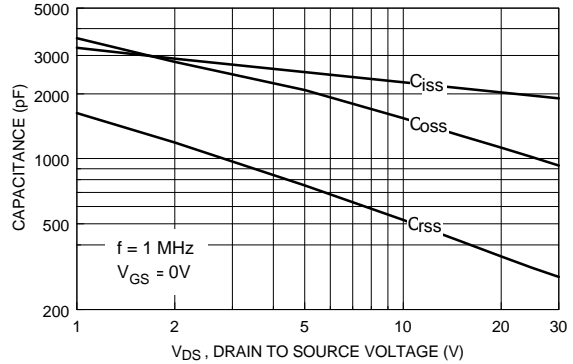 5000
3000
2000
1000
500
200
CAPACITANCE (pF)
Ciss
Coss
Crss
f = 1 MHz
VGS = 0V
1
2
5
10
20
30
VDS , DRAIN TO SOURCE VOLTAGE (V)